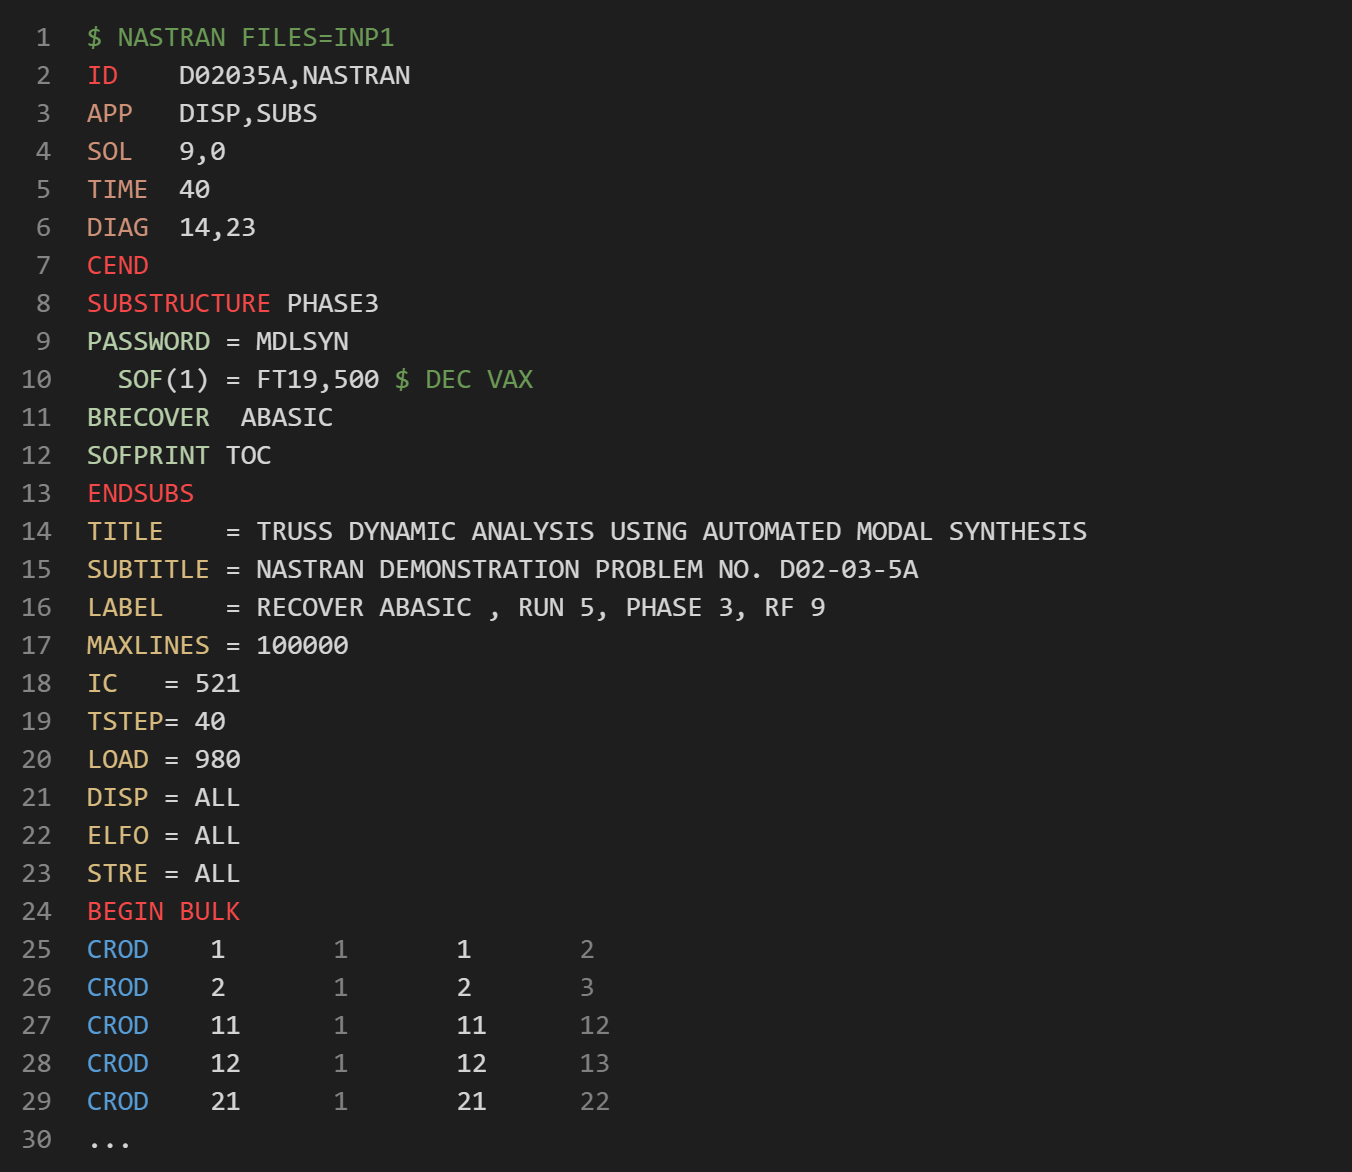 1 $ NASTRAN FILES=INP1
2 ID    D02035A,NASTRAN
3 APP   DISP,SUBS
4 SOL   9,0
5 TIME  40
6 DIAG  14,23
7 CEND
8 SUBSTRUCTURE PHASE3
9 PASSWORD = MDLSYN
10   SOF(1) = FT19,500 $ DEC VAX
11 BRECOVER  ABASIC
12 SOFPRINT TOC
13 ENDSUBS
14 TITLE    = TRUSS DYNAMIC ANALYSIS USING AUTOMATED MODAL SYNTHESIS
15 SUBTITLE = NASTRAN DEMONSTRATION PROBLEM NO. D02-03-5A
16 LABEL    = RECOVER ABASIC , RUN 5, PHASE 3, RF 9
17 MAXLINES = 100000
18 IC   = 521
19 TSTEP= 40
20 LOAD = 980
21 DISP = ALL
22 ELFO = ALL
23 STRE = ALL
24 BEGIN BULK
25 CROD    1       1       1       2
26 CROD    2       1       2       3
27 CROD    11      1       11      12
28 CROD    12      1       12      13
29 CROD    21      1       21      22
30 ...